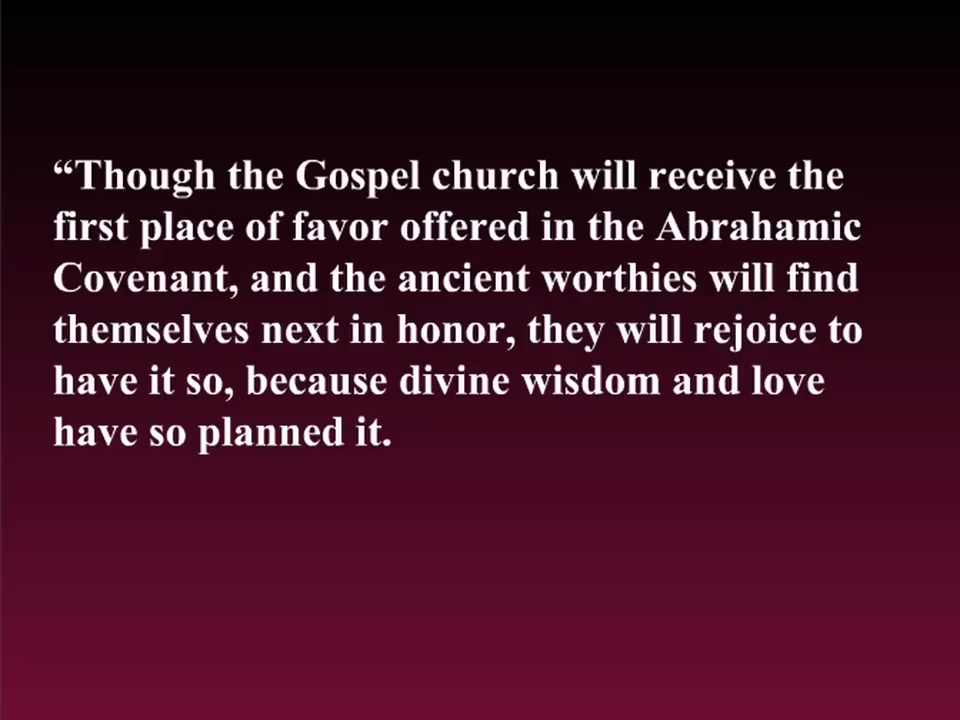 “Though the Gospel church will receive the
first place of favor offered in the Abrahamic
Covenant, and the ancient worthies will find
themselves next in honor, they will rejoice to
have it so, because divine wisdom and love
have so planned it.